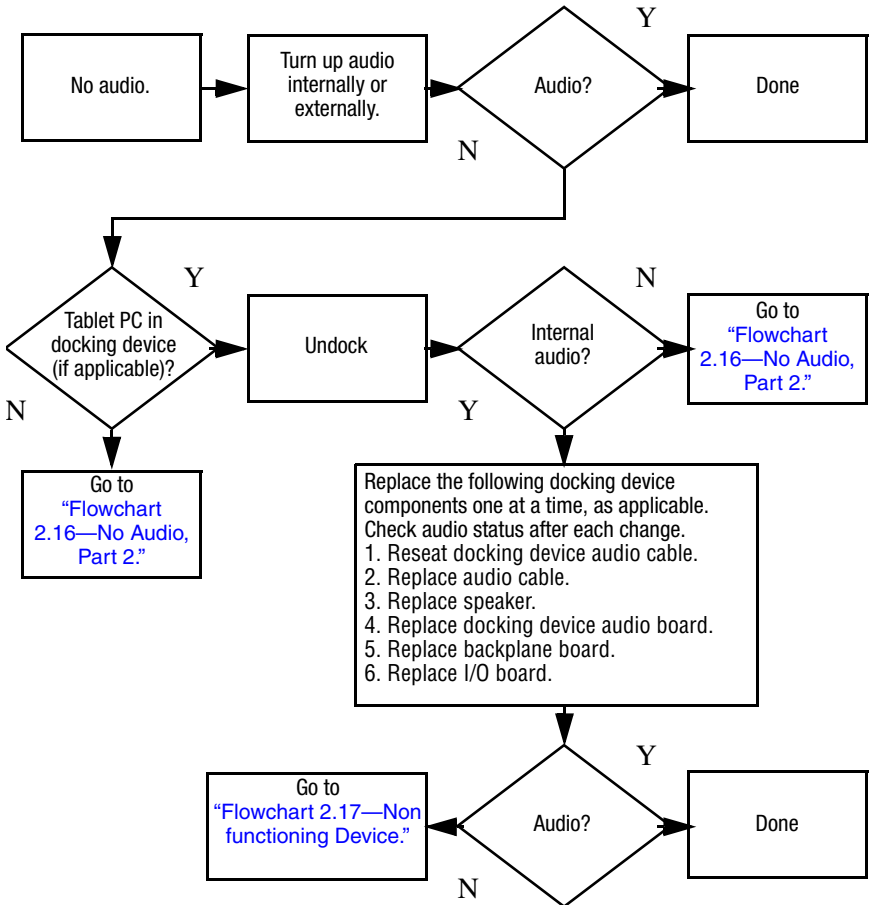 No audio.
Turn up audio
internally or
externally.
Audio?
Y
N
Done
Tablet PC in
docking device
(if applicable)?
Y
N
Undock
Internal
audio?
N
Y
Go to
“Flowchart
2.16—No Audio,
Part 2.”
Go to
“Flowchart
2.16—No Audio,
Part 2.”
Replace the following docking device
components one at a time, as applicable.
Check audio status after each change.
1. Reseat docking device audio cable.
2. Replace audio cable.
3. Replace speaker.
4. Replace docking device audio board.
5. Replace backplane board.
6. Replace I/O board.
Go to
“Flowchart 2.17—Non
functioning Device.”
Audio?
Y
N
Done